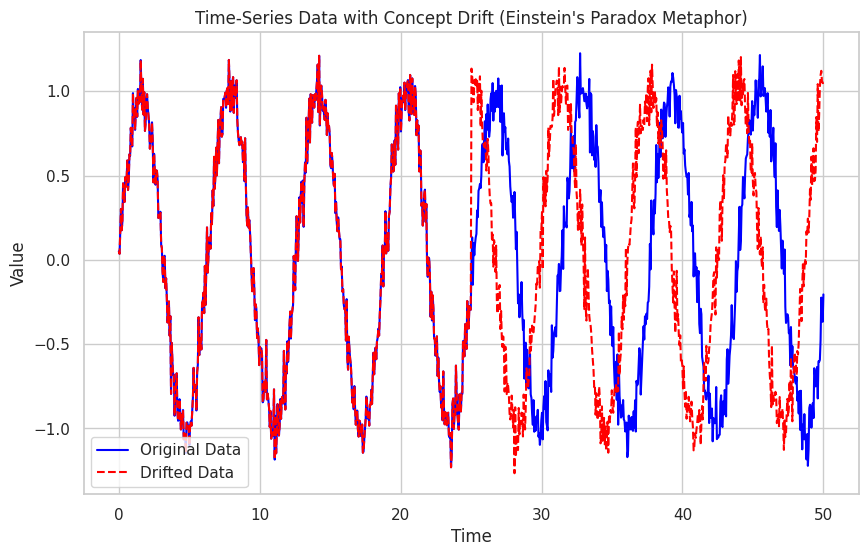 Time-Series Data with Concept Drift (Einstein's Paradox Metaphor)
Value
1.0
0.5
0.0
−0.5
−1.0
Original Data
Drifted Data
0 10 20 30 40 50
Time